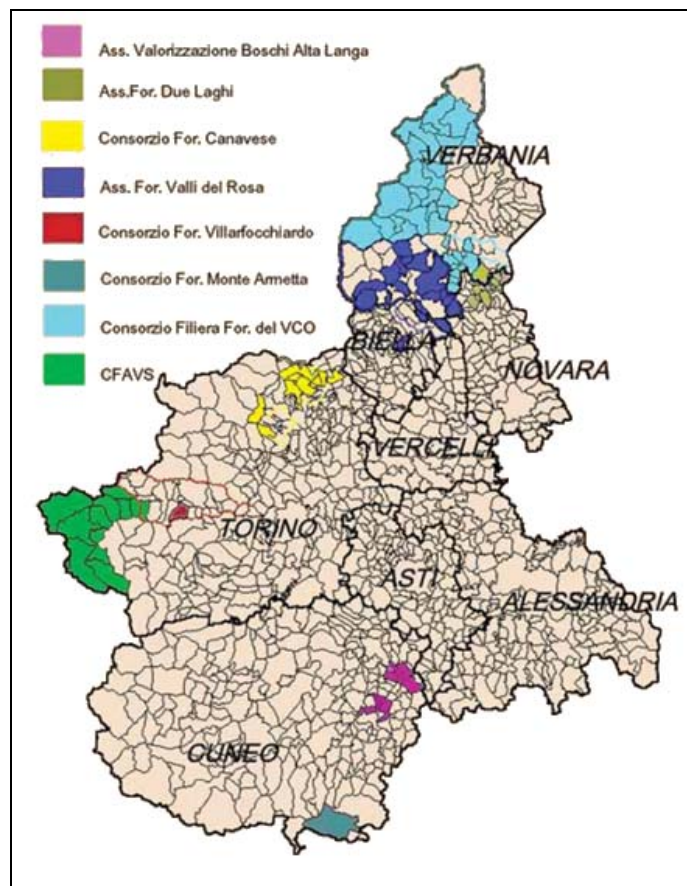 Ass. Valorizzazione Boschi Alta Langa
Ass.For. Due Laghi
Consorzio For. Canavese
Ass. For. Valli del Rosa
Consorzio For. Villarfocchiardo
Consorzio For. Monte Armetta
Consorzio Filiera For. del VCO
CFAVS
VERBANIA
BIELLA
NOVARA
VERCELLI
TORINO
ASTI
ALESSANDRIA
CUNEO